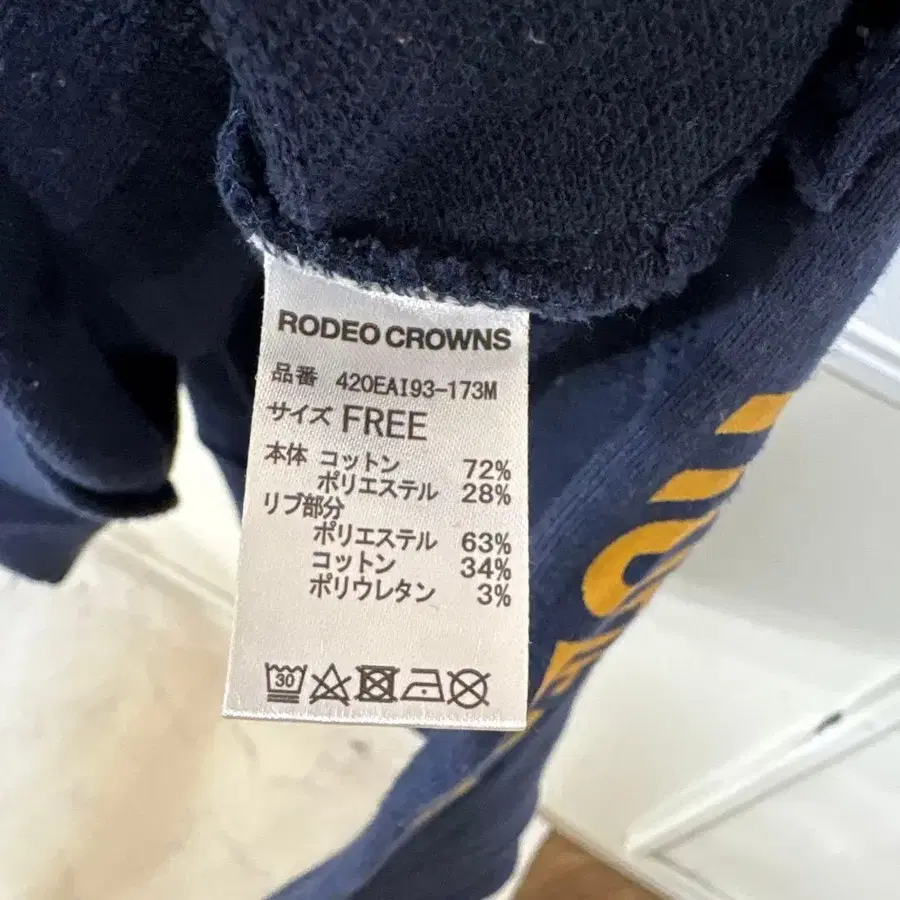 RODEO CROWNS
品番 420EAI93-173M
サイズ FREE
本体 コットン 72%
ポリエステル 28%
リブ部分
ポリエステル 63%
コットン 34%
ポリウレタン 3%
30